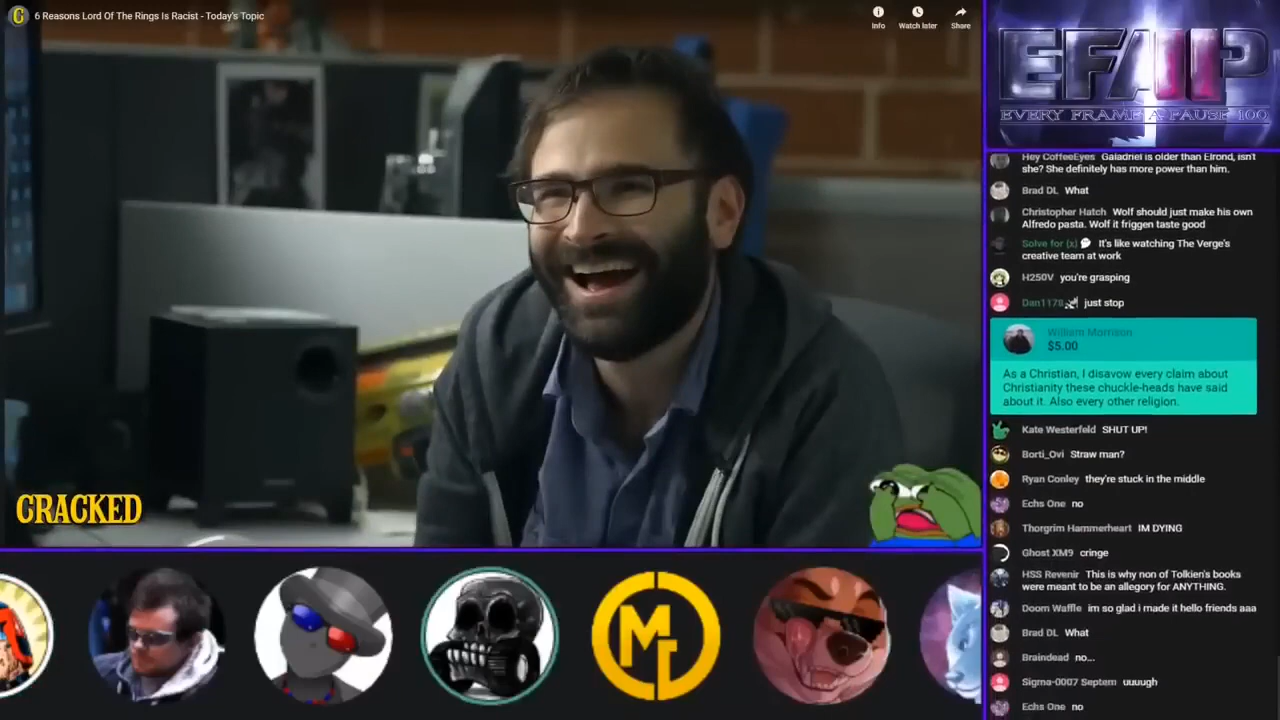 6 Reasons Lord Of The Rings Is Racist - Today's Topic
Info
Watch later
Share
CRACKED
EFAP
EVERY FRAME A PAUSE 100
Hey CoffeeEyes Galadriel is older than Elrond, isn't
she? She definitely has more power than him.
Brad DL What
Christopher Hatch Wolf should just make his own
Alfredo pasta. Wolf it friggen taste good
Solve for (x) It's like watching The Verge's
creative team at work
H250V you're grasping
Dan1178 just stop
William Morrison
$5.00
As a Christian, I disavow every claim about
Christianity these chuckle-heads have said
about it. Also every other religion.
Kate Westerfeld SHUT UP!
Borti_Ovi Straw man?
Ryan Conley they're stuck in the middle
Echs One no
Thorgrim Hammerheart IM DYING
Ghost XM9 cringe
HSS Revenir This is why non of Tolkien's books
were meant to be an allegory for ANYTHING.
Doom Waffle im so glad i made it hello friends aaa
Brad DL What
Braindead no...
Sigma-0007 Septem uuuugh
Echs One no